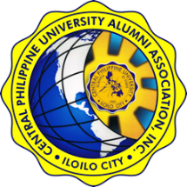 CENTRAL PHILIPPINE UNIVERSITY ALUMNI ASSOCIATION, INC.
• ILOILO CITY •